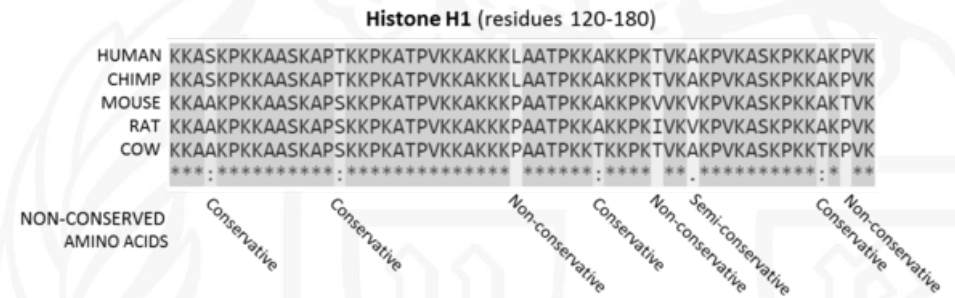 Histone H1 (residues 120-180)
HUMAN KKASKPKKAASKAPTKKPKATPVKKAKKKLAATPKKAKKPKTVKAKPVKASKPKKAKPVK
CHIMP KKASKPKKAASKAPTKKPKATPVKKAKKKLAATPKKAKKPKTVKAKPVKASKPKKAKPVK
MOUSE KKAAKPKKAASKAPSKKPKATPVKKAKKKPAATPKKAKKPKVVKVKPVKASKPKKAKTVK
RAT KKAAKPKKAASKAPSKKPKATPVKKAKKKPAATPKKAKKPKIVKVKPVKASKPKKAKPVK
COW KKAAKPKKAASKAPSKKPKATPVKKAKKKPAATPKKTKKPKTVKAKPVKASKPKKTKPVK
***:**********:************** ******:**** **.**********:* **
NON-CONSERVED
AMINO ACIDS
Conservative
Conservative
Non-conservative
Conservative
Non-conservative
Semi-conservative
Conservative
Non-conservative